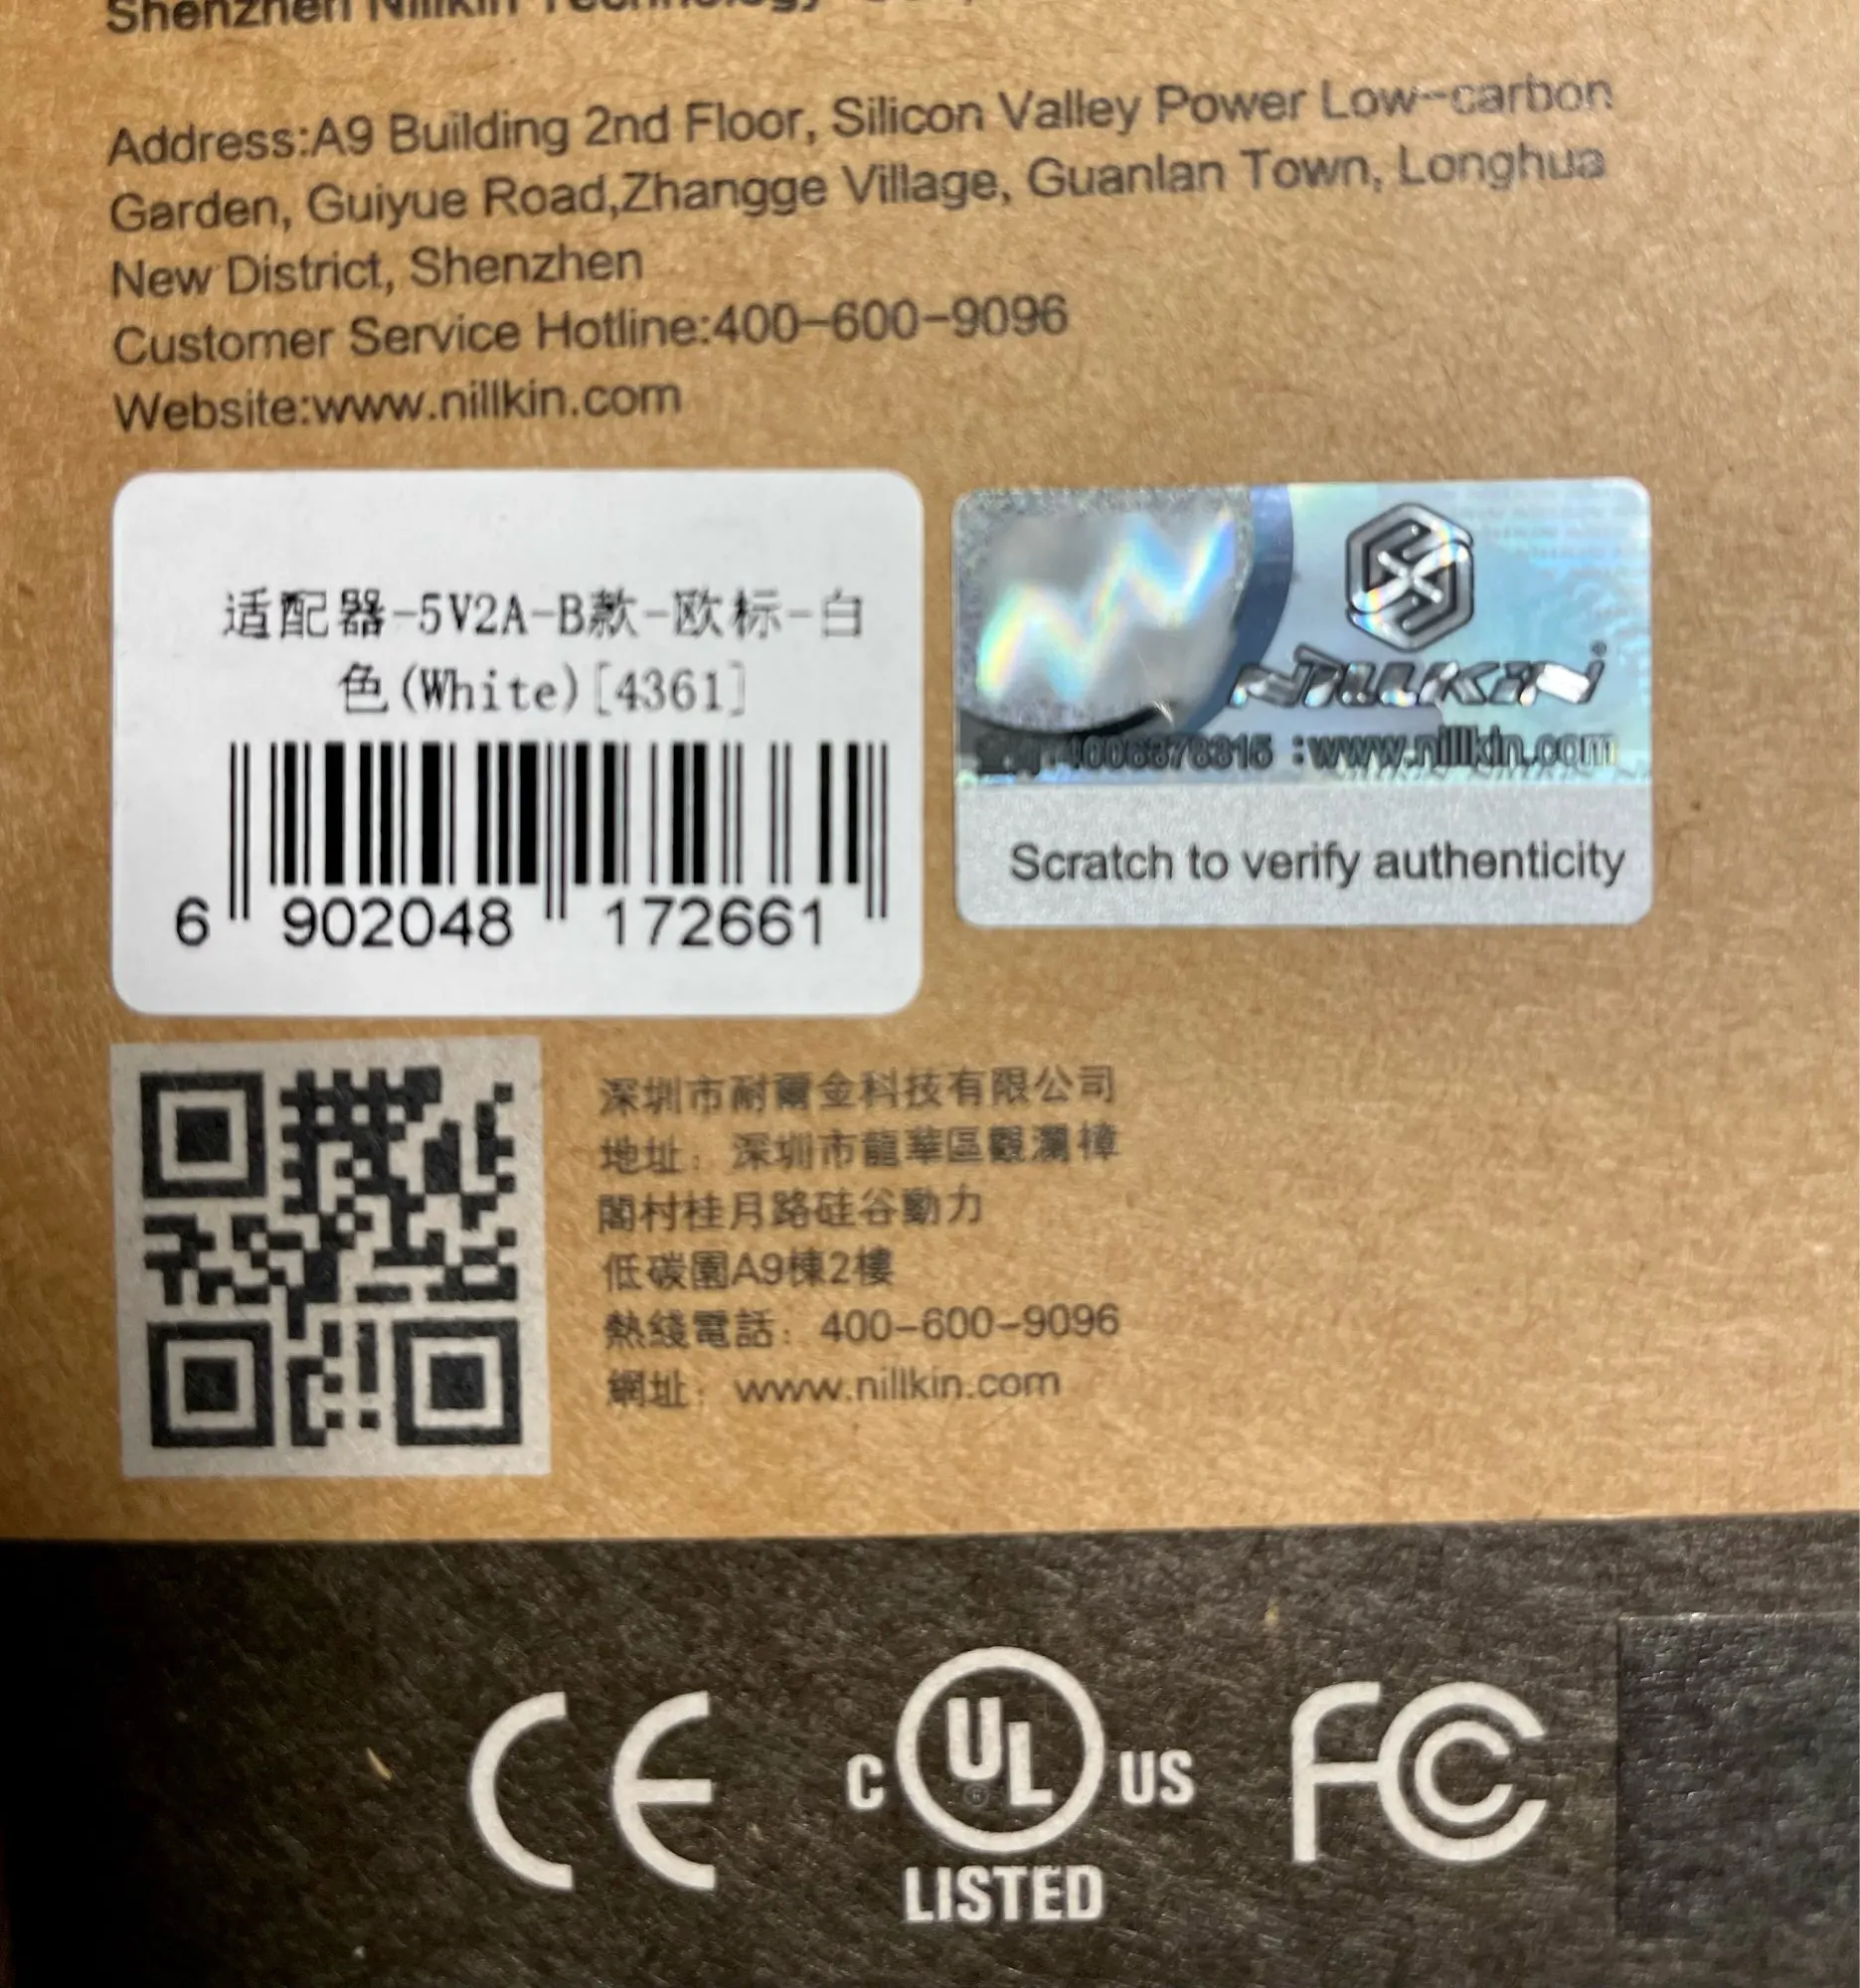 Shenzhen Nillkin Technology
Address:A9 Building 2nd Floor, Silicon Valley Power Low-carbon
Garden, Guiyue Road,Zhangge Village, Guanlan Town, Longhua
New District, Shenzhen
Customer Service Hotline:400-600-9096
Website:www.nillkin.com
适配器-5V2A-B款-欧标-白
色(White)[4361]
6 902048 172661
NILLKIN®
4006878315 :www.nillkin.com
Scratch to verify authenticity
深圳市耐爾金科技有限公司
地址: 深圳市龍華區觀瀾樟
閣村桂月路硅谷動力
低碳園A9棟2樓
熱綫電話: 400-600-9096
網址: www.nillkin.com
CE
C UL® US
LISTED
FC